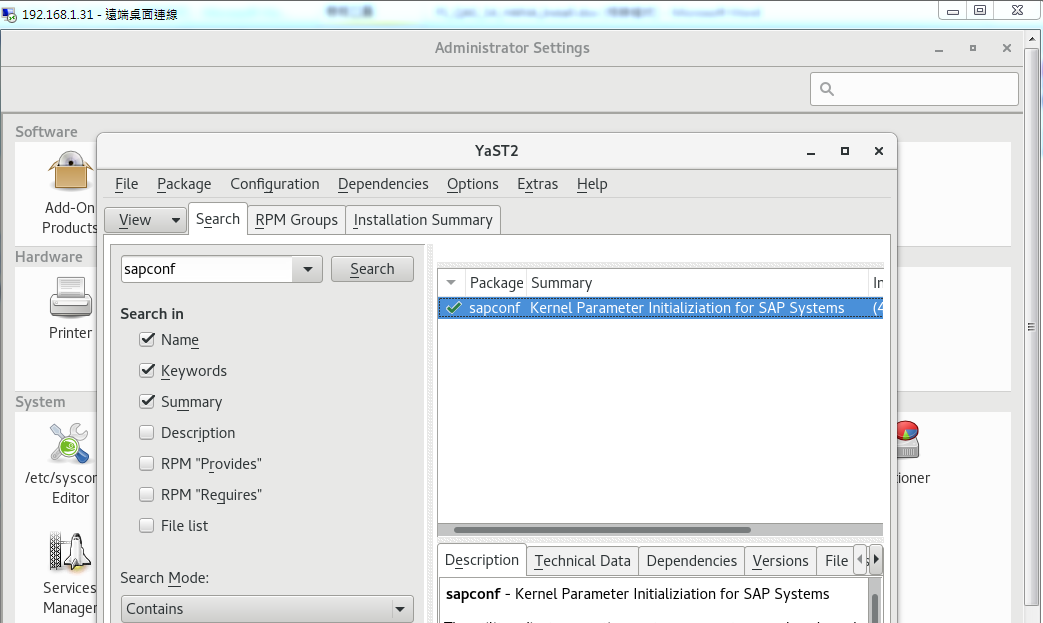 192.168.1.31 - 遠端桌面連線
Administrator Settings
Software
Add-On
Products
Hardware
Printer
System
/etc/syscon
Editor
Services
Manager
YaST2
File Package Configuration Dependencies Options Extras Help
View Search RPM Groups Installation Summary
sapconf Search
Search in
Name
Keywords
Summary
Description
RPM "Provides"
RPM "Requires"
File list
Search Mode:
Contains
Package Summary In
sapconf Kernel Parameter Initializiation for SAP Systems (4
Description Technical Data Dependencies Versions File
sapconf - Kernel Parameter Initializiation for SAP Systems
tioner